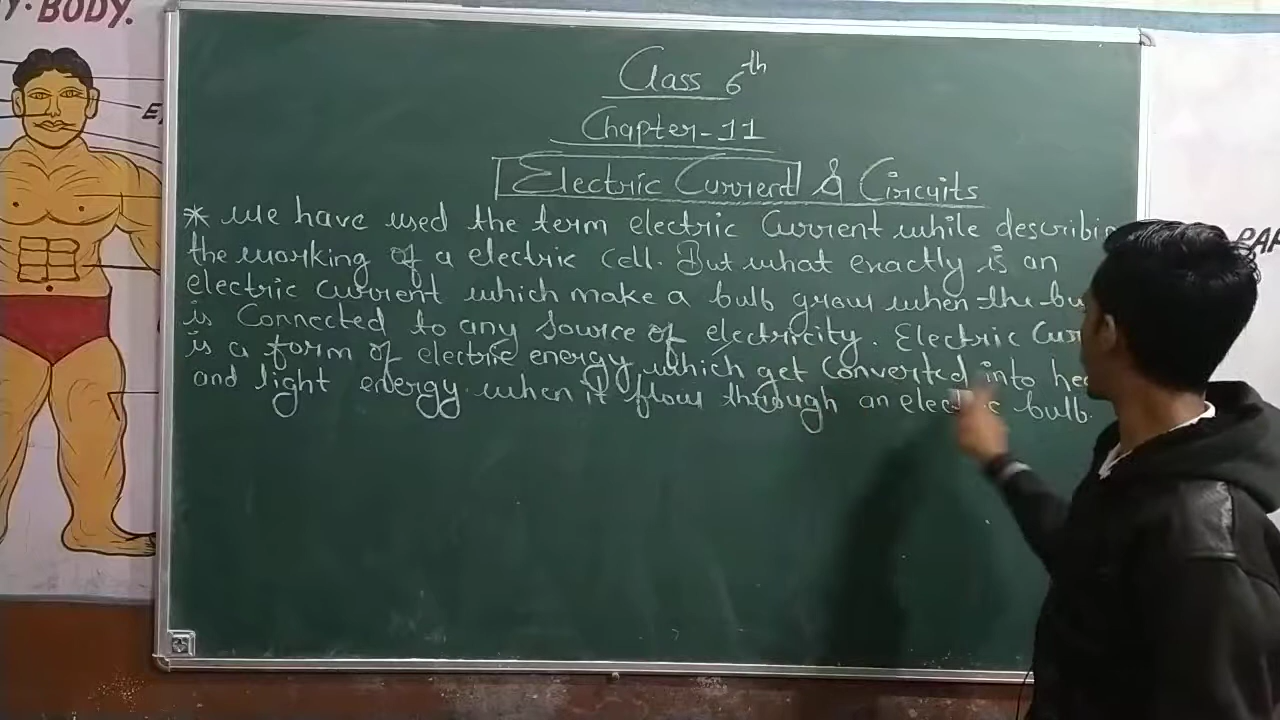 Y. BODY.
Class 6th
Chapter-11
Electric Current & Circuits
* we have used the term electric Current while describin
the working of a electric cell. But what exactly is an
electric current which make a bulb grow when the bu
is Connected to any source of electricity. Electric Cur
is a form of electric energy which get Converted into hea
and light energy when it flow through an electric bulb.
PAR